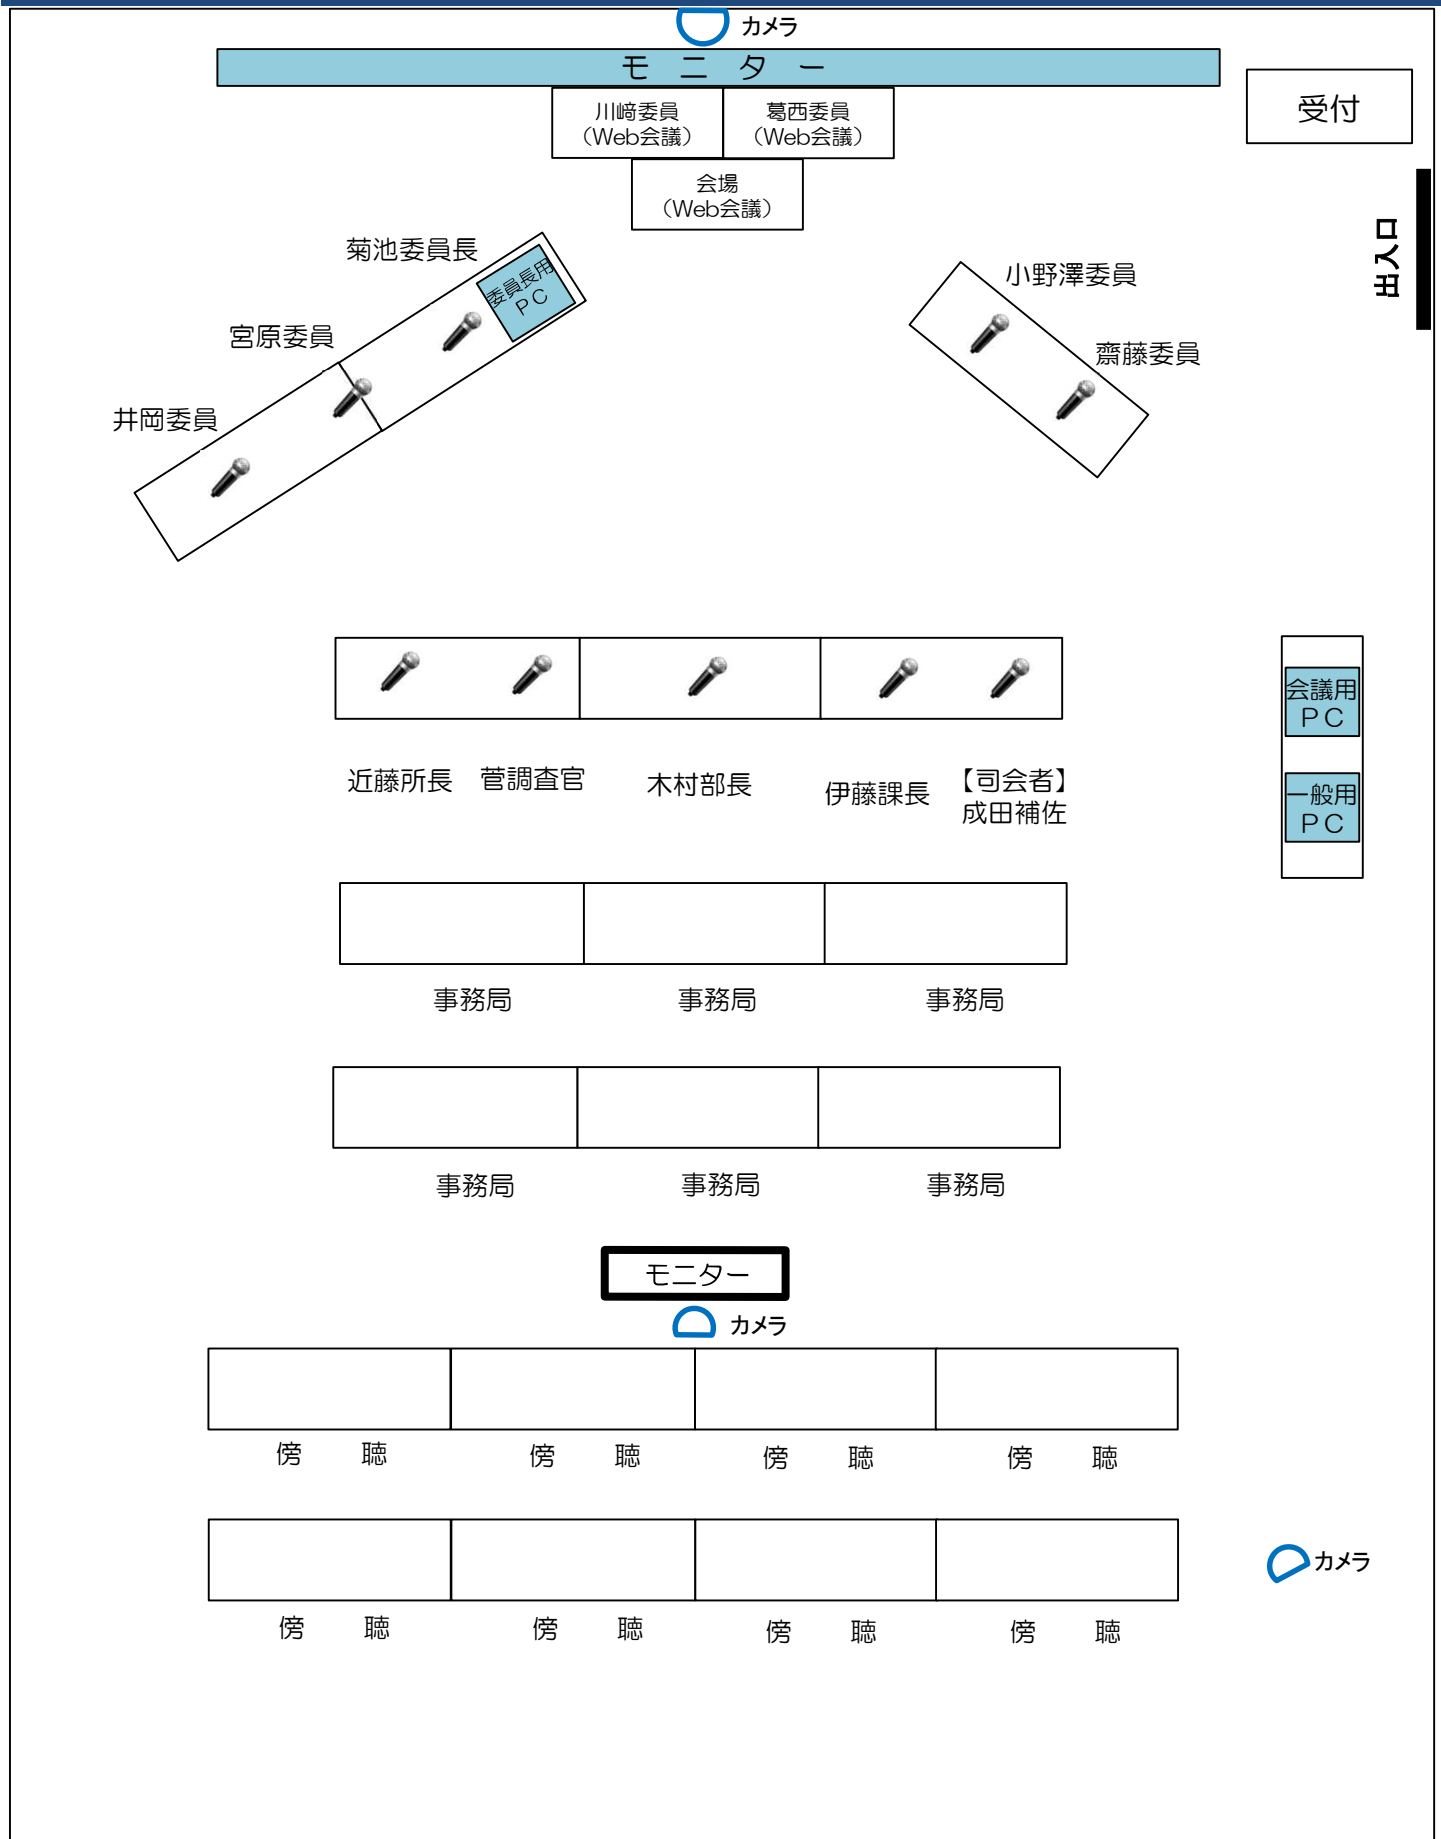 カメラ
モニター
川﨑委員
（Web会議）
葛西委員
（Web会議）
受付
会場
（Web会議）
出入口
菊池委員長
委員長用
ＰＣ
宮原委員
井岡委員
小野澤委員
齋藤委員
会議用
ＰＣ
一般用
ＰＣ
近藤所長
菅調査官
木村部長
伊藤課長
【司会者】
成田補佐
事務局
事務局
事務局
事務局
事務局
事務局
モニター
カメラ
傍　聴
傍　聴
傍　聴
傍　聴
カメラ
傍　聴
傍　聴
傍　聴
傍　聴